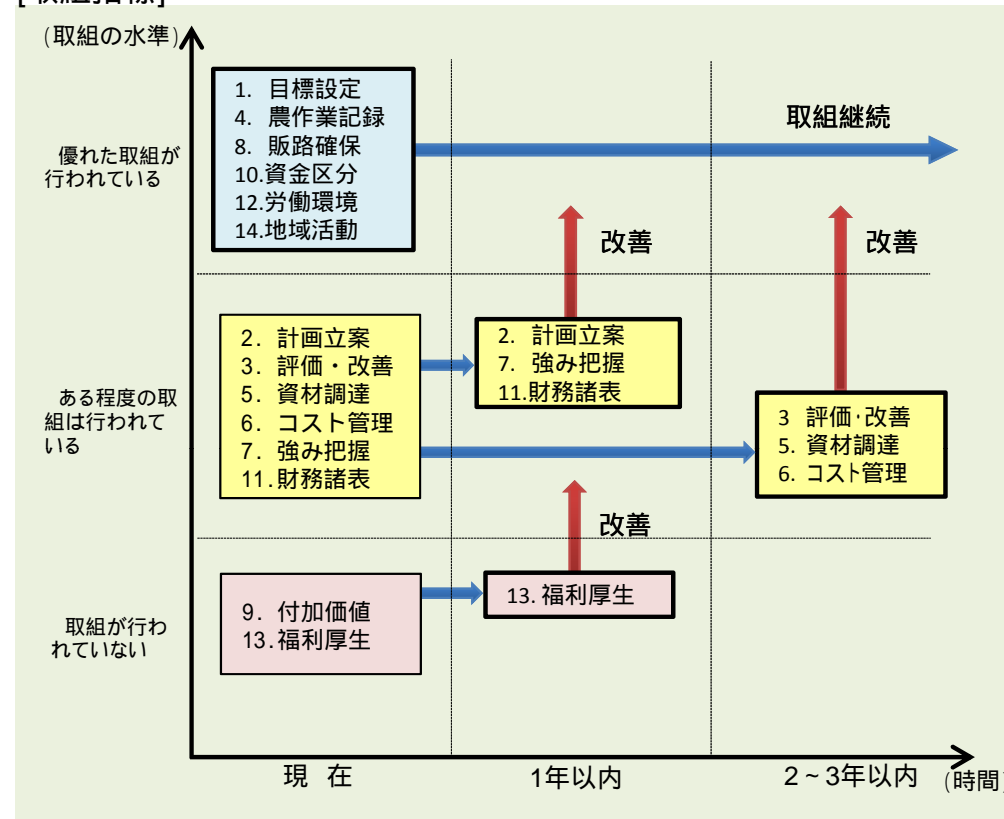 [取組指標]
(取組の水準)
優れた取組が
行われている
1. 目標設定
4. 農作業記録
8. 販路確保
10.資金区分
12.労働環境
14.地域活動
取組継続
改善
改善
ある程度の取
組は行われて
いる
2. 計画立案
3. 評価・改善
5. 資材調達
6. コスト管理
7. 強み把握
11.財務諸表
2. 計画立案
7. 強み把握
11.財務諸表
3 評価・改善
5. 資材調達
6. コスト管理
改善
取組が行わ
れていない
9. 付加価値
13.福利厚生
13.福利厚生
現 在
1年以内
2~3年以内
(時間)